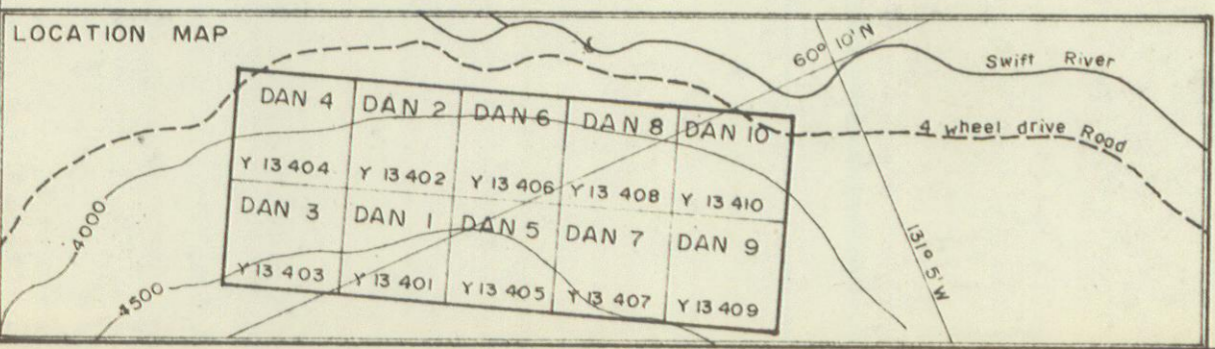 LOCATION MAP
60° 10' N
Swift River
4 wheel drive Road
DAN 4
DAN 2
DAN 6
DAN 8
DAN 10
Y 13 404
Y 13 402
Y 13 406
Y 13 408
Y 13 410
DAN 3
DAN 1
DAN 5
DAN 7
DAN 9
Y 13 403
Y 13 401
Y 13 405
Y 13 407
Y 13 409
4000
4500
131° 5' W